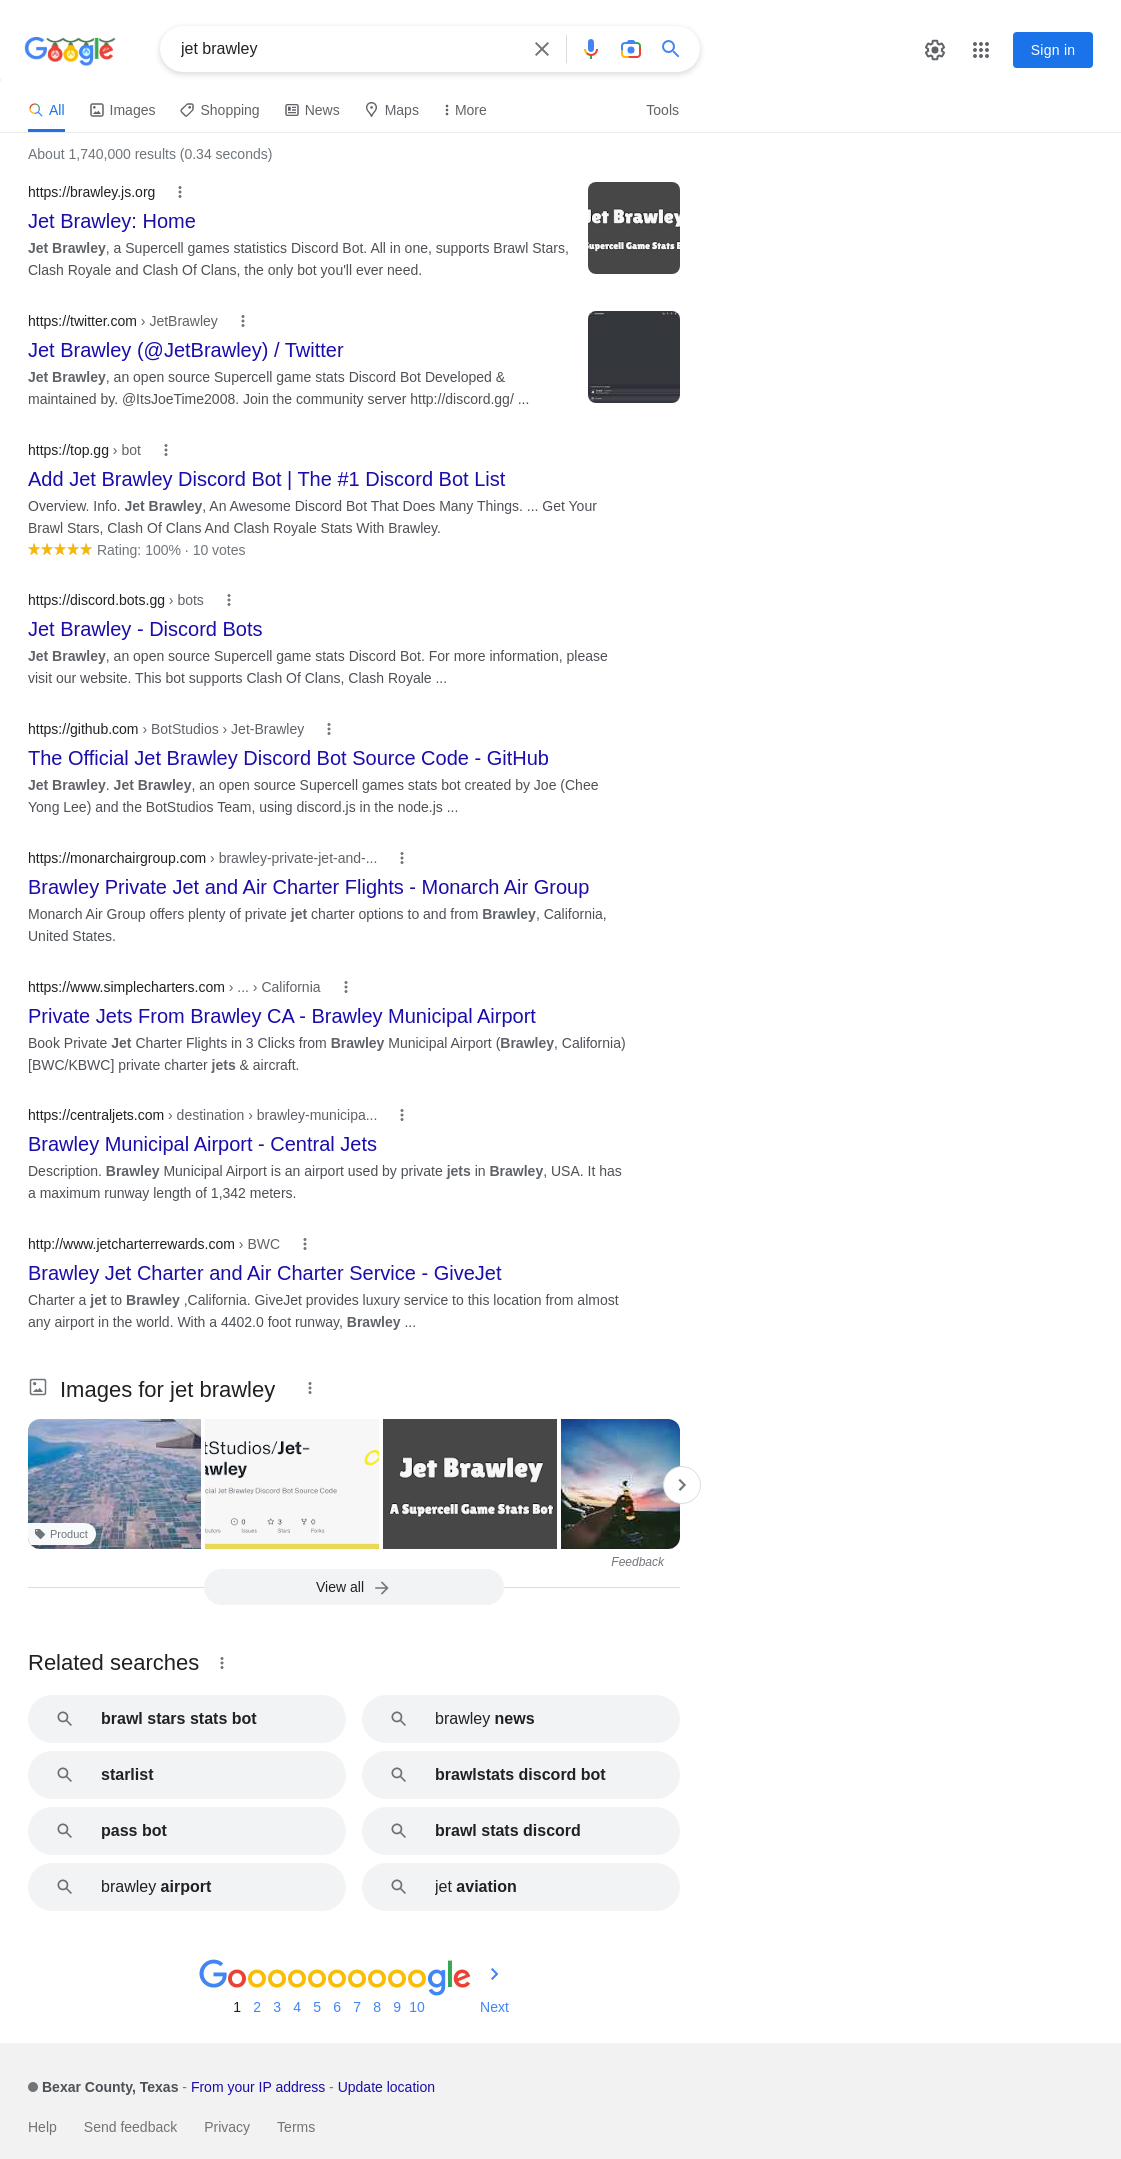 Google
jet brawley
Sign in
All
Images
Shopping
News
Maps
More
Tools
About 1,740,000 results (0.34 seconds)
https://brawley.js.org
Jet Brawley: Home
Jet Brawley, a Supercell games statistics Discord Bot. All in one, supports Brawl Stars,
Clash Royale and Clash Of Clans, the only bot you'll ever need.
Jet Brawley
Supercell Game Stats B
https://twitter.com › JetBrawley
Jet Brawley (@JetBrawley) / Twitter
Jet Brawley, an open source Supercell game stats Discord Bot Developed &
maintained by. @ItsJoeTime2008. Join the community server http://discord.gg/ ...
https://top.gg › bot
Add Jet Brawley Discord Bot | The #1 Discord Bot List
Overview. Info. Jet Brawley, An Awesome Discord Bot That Does Many Things. ... Get Your
Brawl Stars, Clash Of Clans And Clash Royale Stats With Brawley.
Rating: 100% · 10 votes
https://discord.bots.gg › bots
Jet Brawley - Discord Bots
Jet Brawley, an open source Supercell game stats Discord Bot. For more information, please
visit our website. This bot supports Clash Of Clans, Clash Royale ...
https://github.com › BotStudios › Jet-Brawley
The Official Jet Brawley Discord Bot Source Code - GitHub
Jet Brawley. Jet Brawley, an open source Supercell games stats bot created by Joe (Chee
Yong Lee) and the BotStudios Team, using discord.js in the node.js ...
https://monarchairgroup.com › brawley-private-jet-and-...
Brawley Private Jet and Air Charter Flights - Monarch Air Group
Monarch Air Group offers plenty of private jet charter options to and from Brawley, California,
United States.
https://www.simplecharters.com › ... › California
Private Jets From Brawley CA - Brawley Municipal Airport
Book Private Jet Charter Flights in 3 Clicks from Brawley Municipal Airport (Brawley, California)
[BWC/KBWC] private charter jets & aircraft.
https://centraljets.com › destination › brawley-municipa...
Brawley Municipal Airport - Central Jets
Description. Brawley Municipal Airport is an airport used by private jets in Brawley, USA. It has
a maximum runway length of 1,342 meters.
http://www.jetcharterrewards.com › BWC
Brawley Jet Charter and Air Charter Service - GiveJet
Charter a jet to Brawley ,California. GiveJet provides luxury service to this location from almost
any airport in the world. With a 4402.0 foot runway, Brawley ...
Images for jet brawley
Product
tStudios/Jet-
awley
cial Jet Brawley Discord Bot Source Code
0
3
0
Issues
Stars
Forks
Jet Brawley
A Supercell Game Stats Bot
Feedback
View all
Related searches
brawl stars stats bot
brawley news
starlist
brawlstats discord bot
pass bot
brawl stats discord
brawley airport
jet aviation
Goooooooooogle
1 2 3 4 5 6 7 8 9 10
Next
Bexar County, Texas - From your IP address - Update location
Help
Send feedback
Privacy
Terms